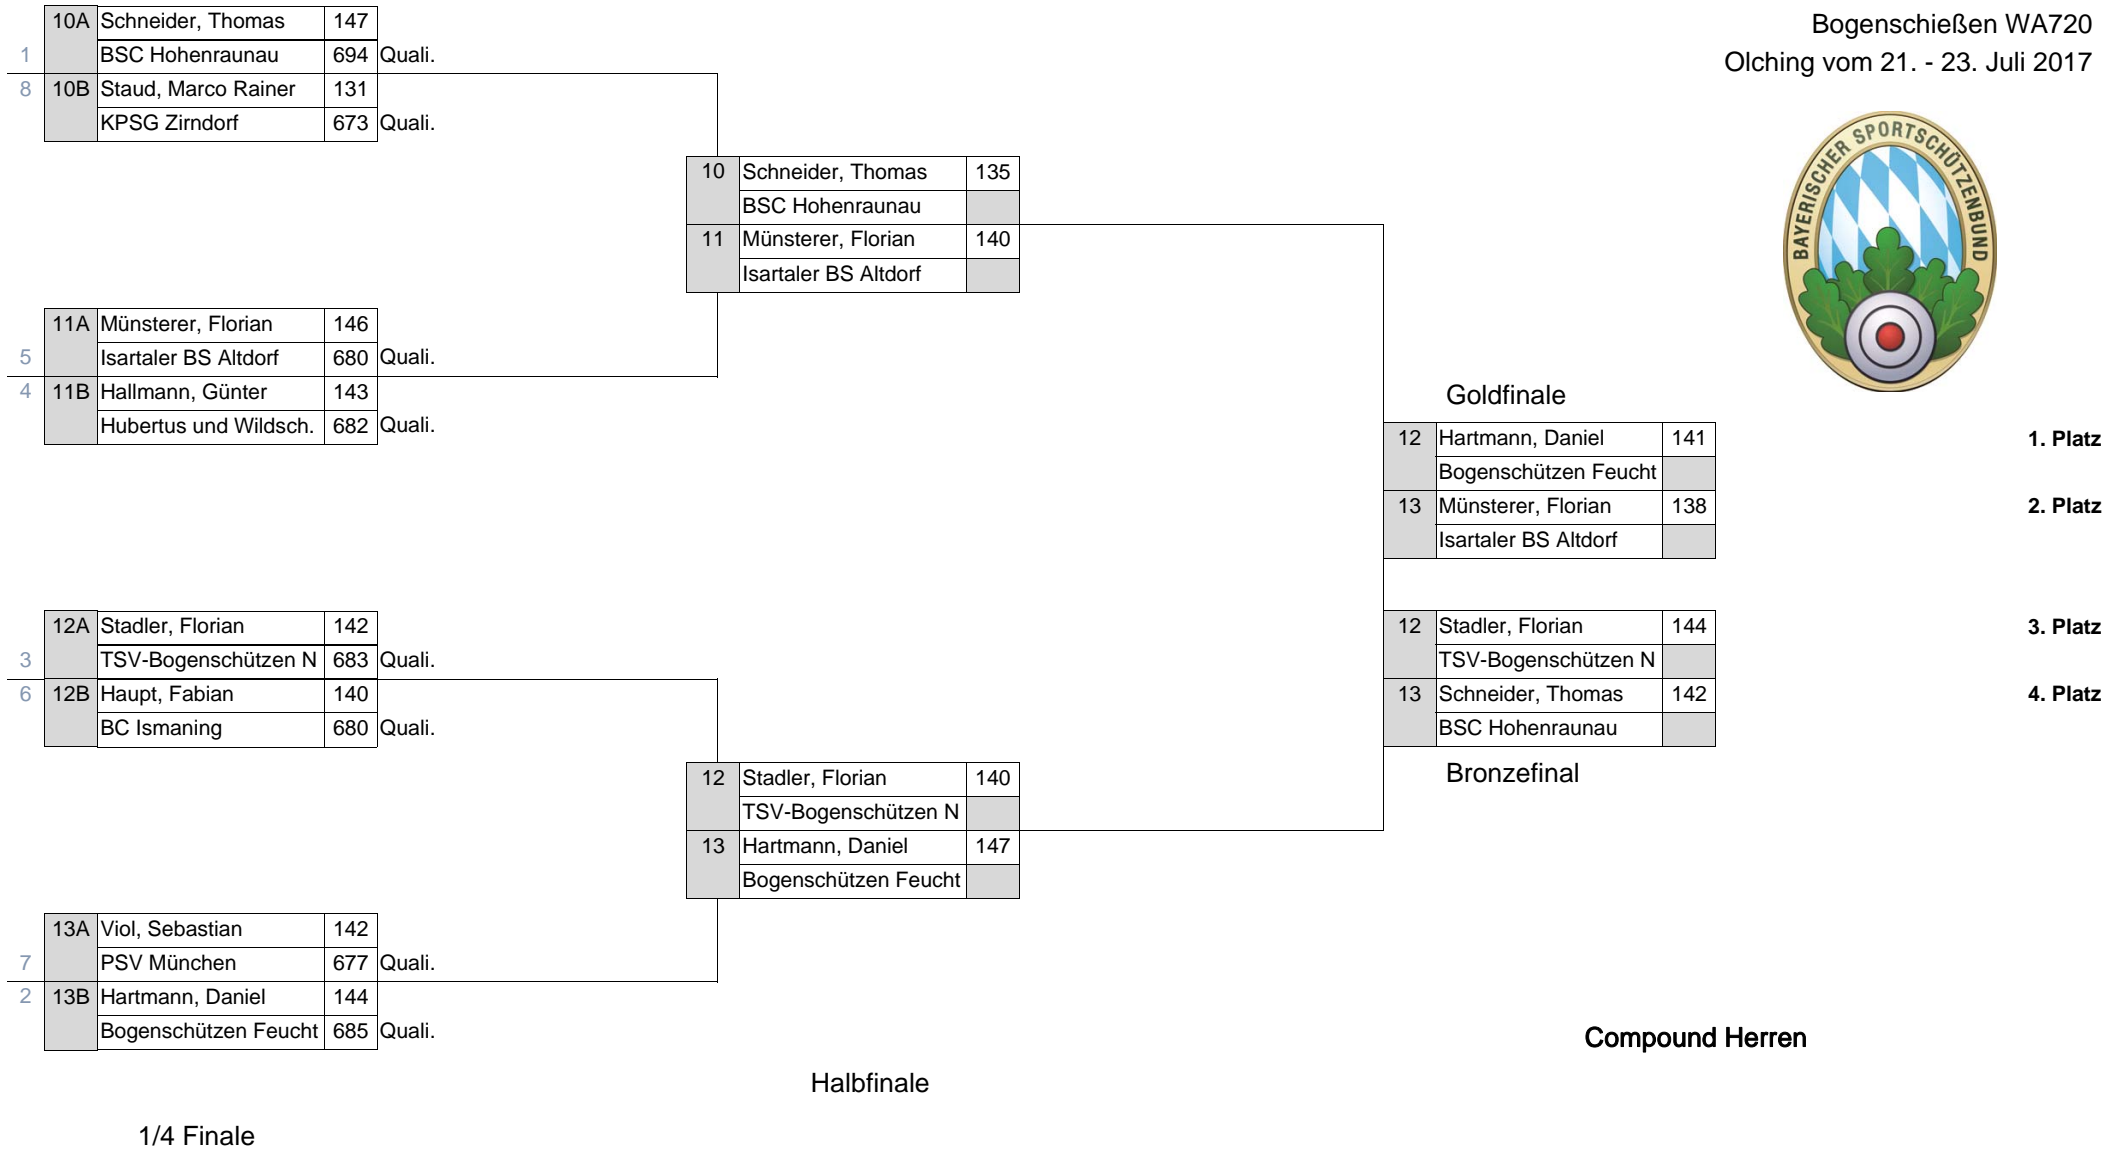 Bogenschießen WA720
Olching vom 21. - 23. Juli 2017
BAYERISCHER SPORTSCHÜTZENBUND
10A Schneider, Thomas 147
1 BSC Hohenraunau 694 Quali.
8 10B Staud, Marco Rainer 131
KPSG Zirndorf 673 Quali.
11A Münsterer, Florian 146
5 Isartaler BS Altdorf 680 Quali.
4 11B Hallmann, Günter 143
Hubertus und Wildsch. 682 Quali.
12A Stadler, Florian 142
3 TSV-Bogenschützen N 683 Quali.
6 12B Haupt, Fabian 140
BC Ismaning 680 Quali.
13A Viol, Sebastian 142
7 PSV München 677 Quali.
2 13B Hartmann, Daniel 144
Bogenschützen Feucht 685 Quali.
1/4 Finale
10 Schneider, Thomas 135
BSC Hohenraunau
11 Münsterer, Florian 140
Isartaler BS Altdorf
12 Stadler, Florian 140
TSV-Bogenschützen N
13 Hartmann, Daniel 147
Bogenschützen Feucht
Halbfinale
Goldfinale
12 Hartmann, Daniel 141 1. Platz
Bogenschützen Feucht
13 Münsterer, Florian 138 2. Platz
Isartaler BS Altdorf
12 Stadler, Florian 144 3. Platz
TSV-Bogenschützen N
13 Schneider, Thomas 142 4. Platz
BSC Hohenraunau
Bronzefinal
Compound Herren